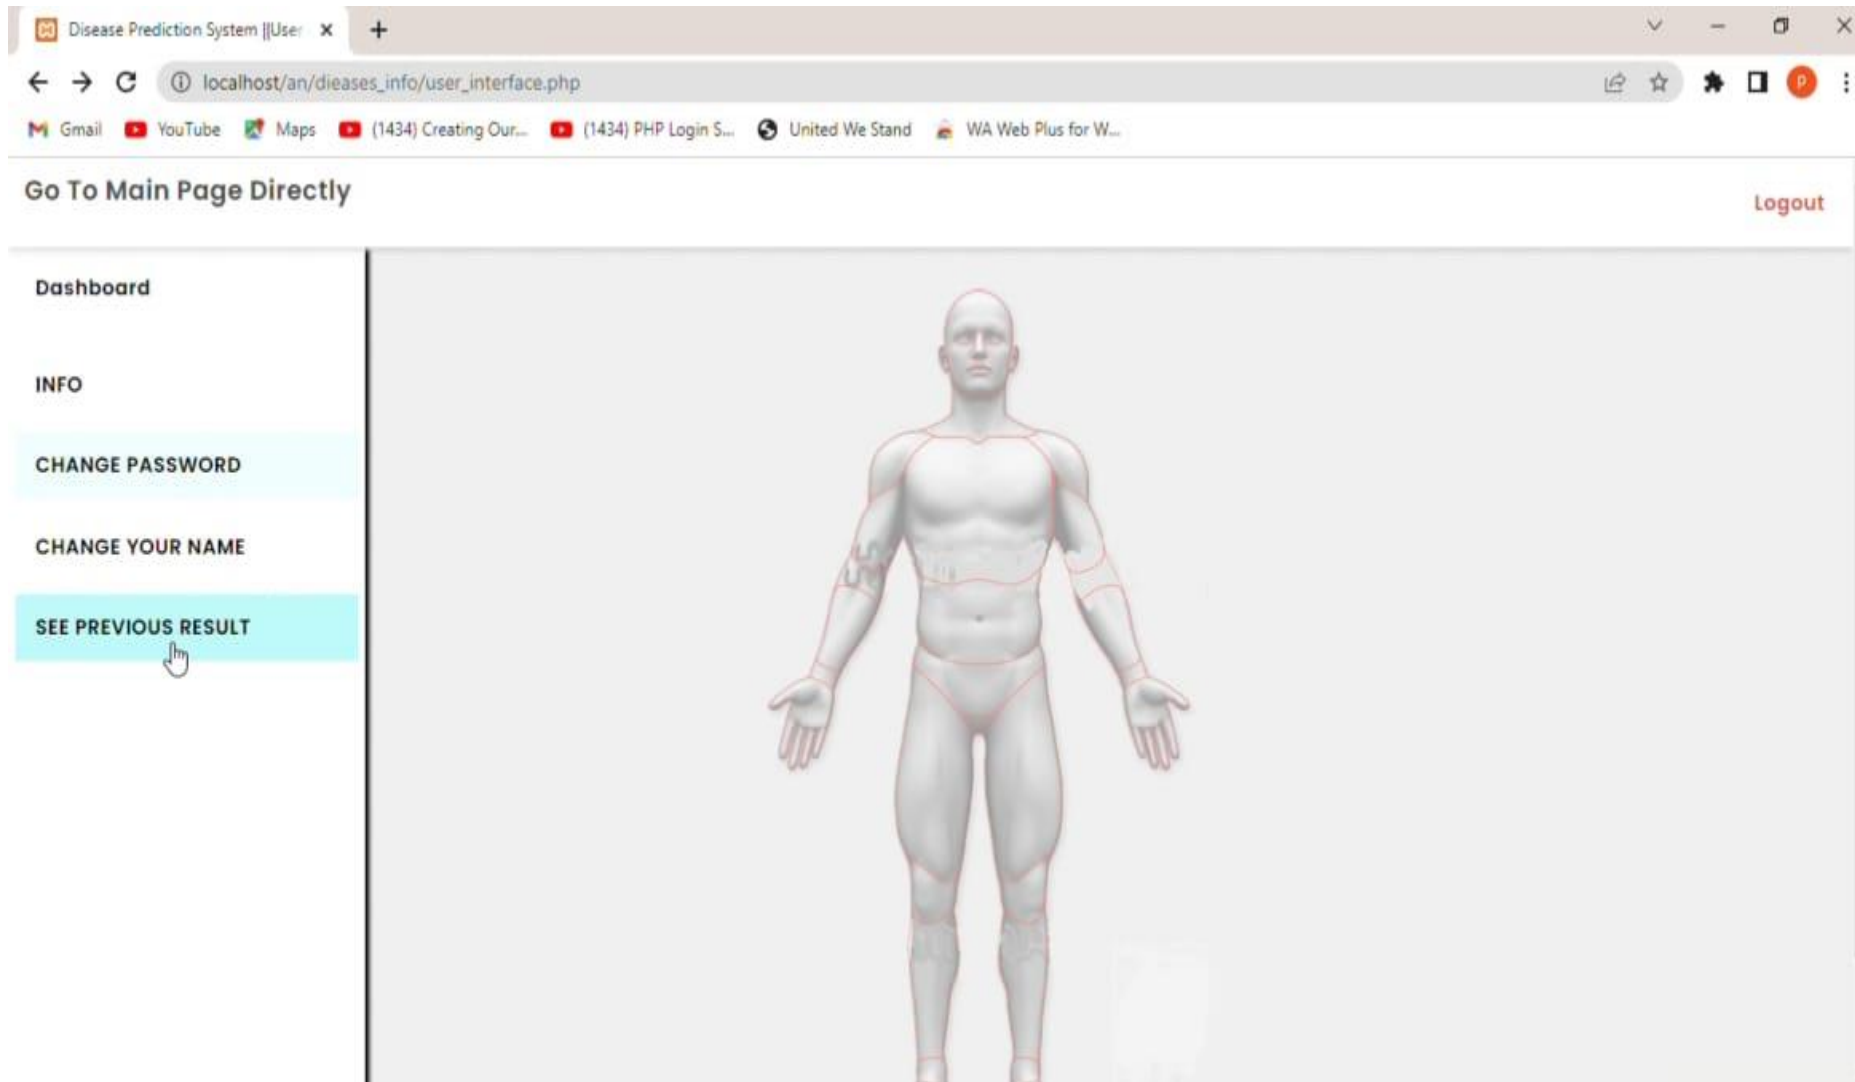 Disease Prediction System ||User
localhost/an/dieases_info/user_interface.php
P
Gmail YouTube Maps (1434) Creating Our... (1434) PHP Login S... United We Stand WA Web Plus for W...
Go To Main Page Directly
Logout
Dashboard
INFO
CHANGE PASSWORD
CHANGE YOUR NAME
SEE PREVIOUS RESULT